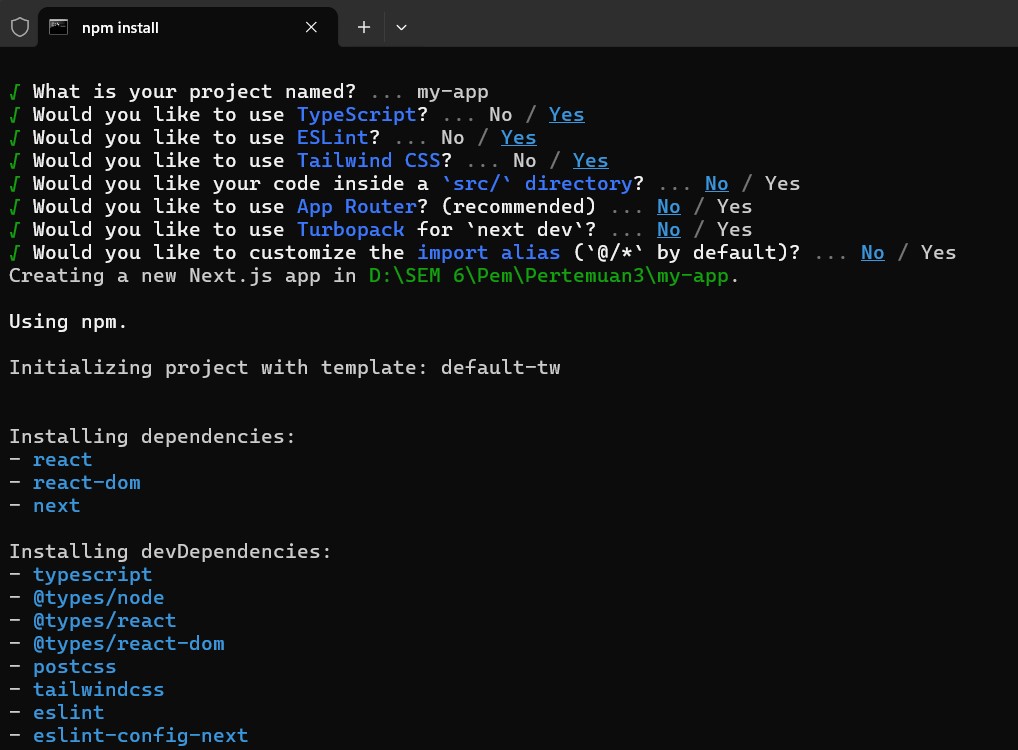 npm install
√ What is your project named? ... my-app
√ Would you like to use TypeScript? ... No / Yes
√ Would you like to use ESLint? ... No / Yes
√ Would you like to use Tailwind CSS? ... No / Yes
√ Would you like your code inside a `src/` directory? ... No / Yes
√ Would you like to use App Router? (recommended) ... No / Yes
√ Would you like to use Turbopack for `next dev`? ... No / Yes
√ Would you like to customize the import alias (`@/*` by default)? ... No / Yes
Creating a new Next.js app in D:\SEM 6\Pem\Pertemuan3\my-app.
Using npm.
Initializing project with template: default-tw
Installing dependencies:
- react
- react-dom
- next
Installing devDependencies:
- typescript
- @types/node
- @types/react
- @types/react-dom
- postcss
- tailwindcss
- eslint
- eslint-config-next